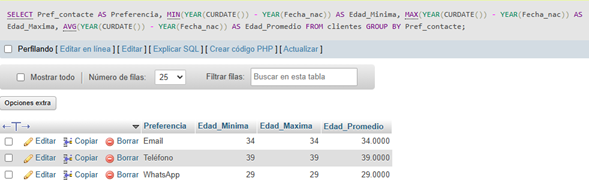 SELECT Pref_contacte AS Preferencia, MIN(YEAR(CURDATE()) - YEAR(Fecha_nac)) AS Edad_Minima, MAX(YEAR(CURDATE()) - YEAR(Fecha_nac)) AS
Edad_Maxima, AVG(YEAR(CURDATE()) - YEAR(Fecha_nac)) AS Edad_Promedio FROM clientes GROUP BY Pref_contacte;
Perfilando [ Editar en línea ] [ Editar ] [ Explicar SQL ] [ Crear código PHP ] [ Actualizar ]
Mostrar todo | Número de filas: 25 Filtrar filas: Buscar en esta tabla
Opciones extra
←T→ Preferencia Edad_Minima Edad_Maxima Edad_Promedio
Editar Copiar Borrar Email 34 34 34.0000
Editar Copiar Borrar Teléfono 39 39 39.0000
Editar Copiar Borrar WhatsApp 29 29 29.0000